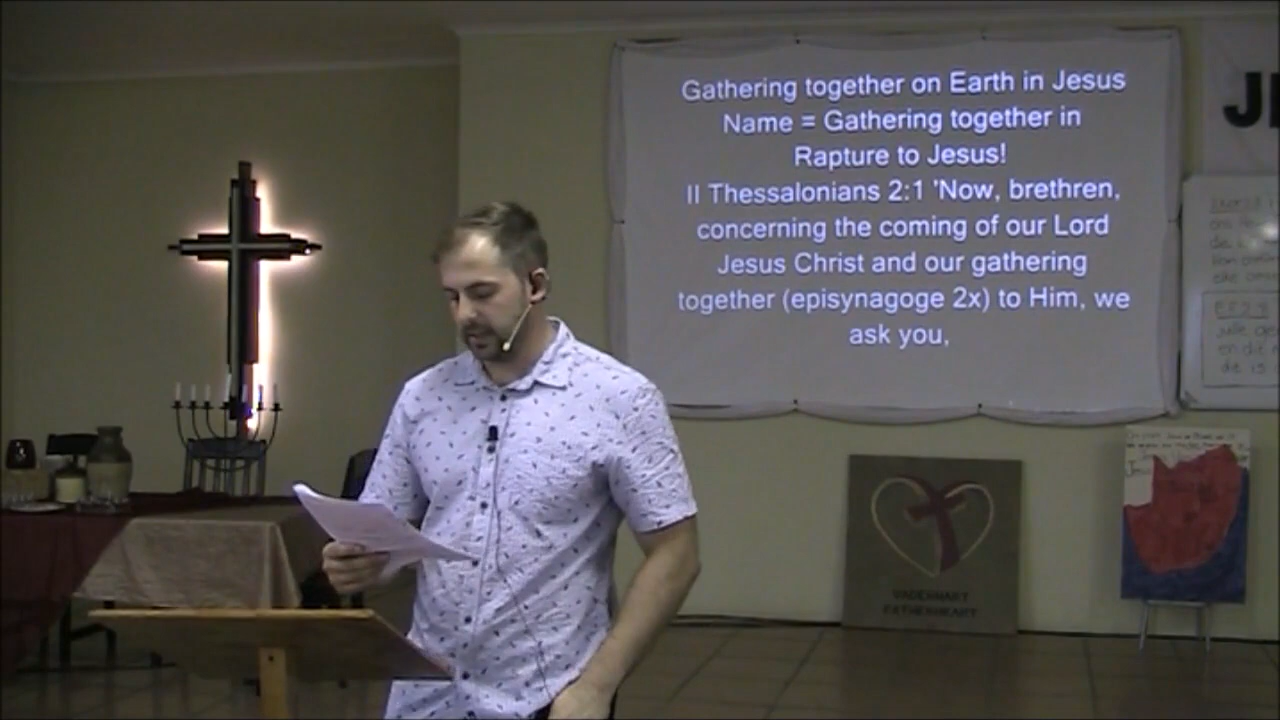 Gathering together on Earth in Jesus
Name = Gathering together in
Rapture to Jesus!
II Thessalonians 2:1 'Now, brethren,
concerning the coming of our Lord
Jesus Christ and our gathering
together (episynagoge 2x) to Him, we
ask you,
VADERHART
FATHERHEART